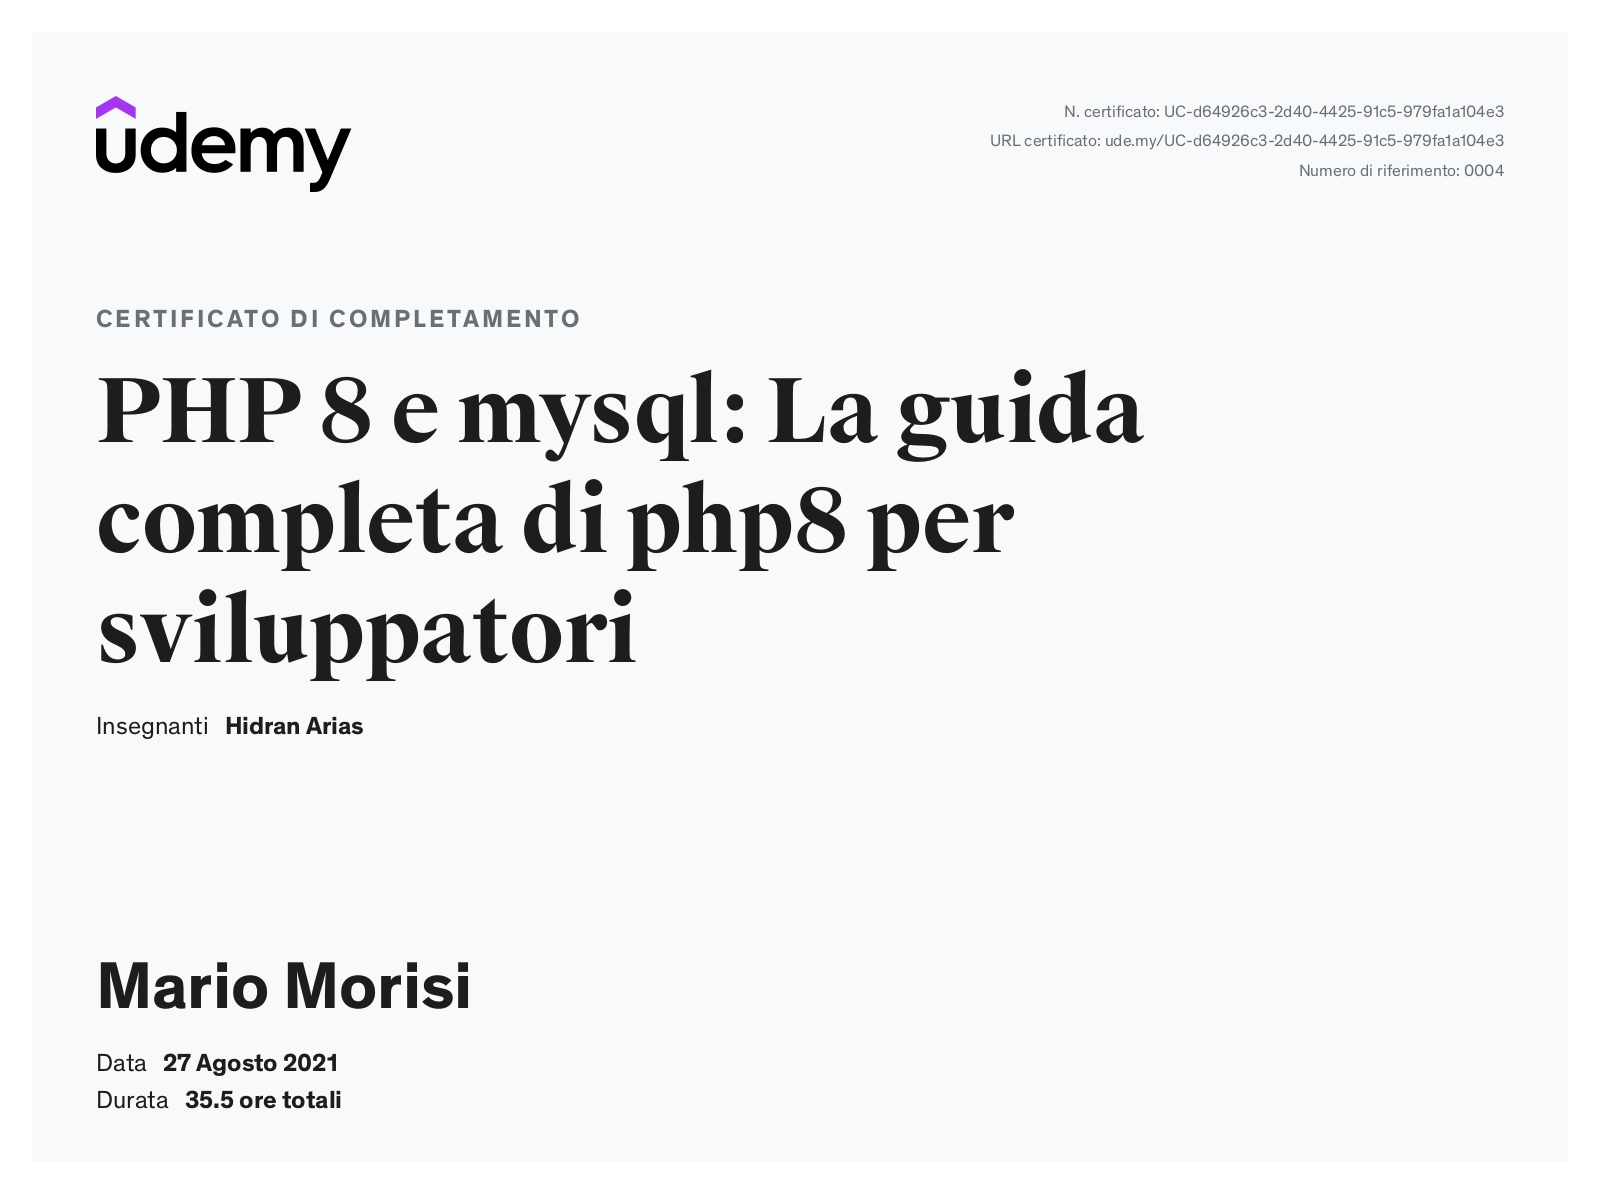 udemy
N. certificato: UC-d64926c3-2d40-4425-91c5-979fa1a104e3
URL certificato: ude.my/UC-d64926c3-2d40-4425-91c5-979fa1a104e3
Numero di riferimento: 0004
CERTIFICATO DI COMPLETAMENTO
PHP 8 e mysql: La guida
completa di php8 per
sviluppatori
Insegnanti Hidran Arias
Mario Morisi
Data 27 Agosto 2021
Durata 35.5 ore totali